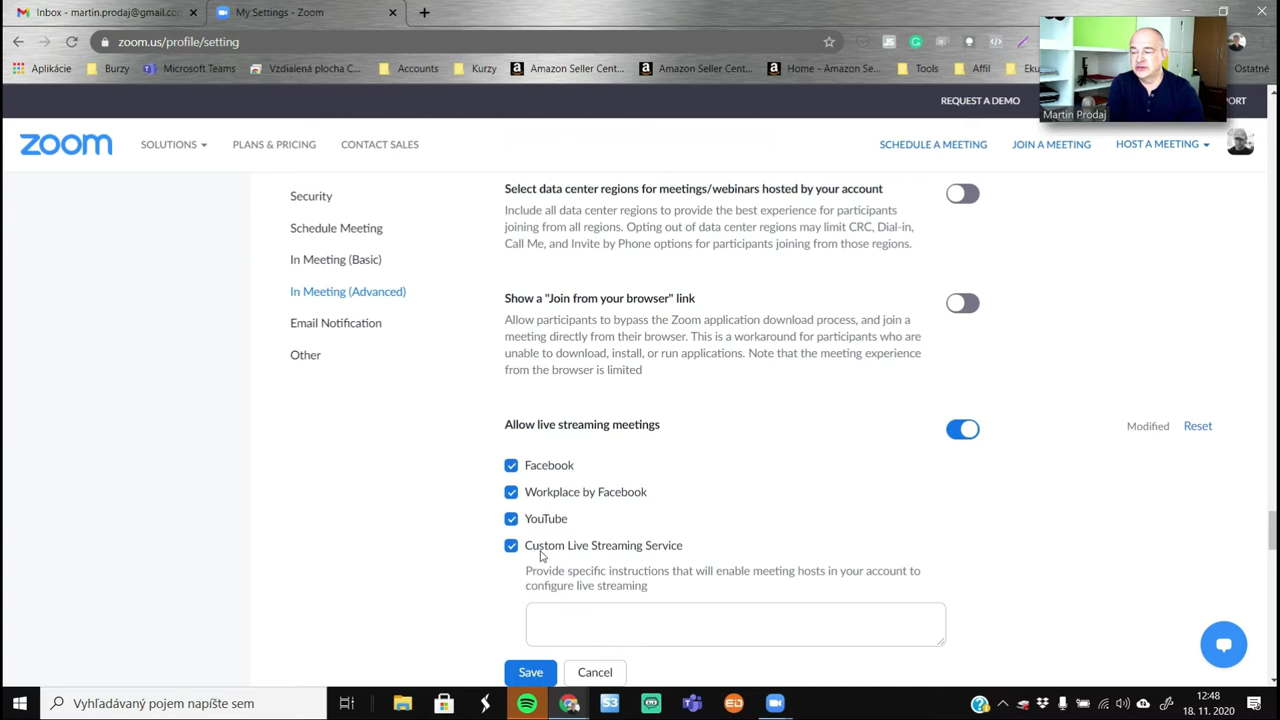 Inbox - martin.prodaj@gmail.co
My Settings - Zoom
zoom.us/profile/setting
Aplikácie
Burzy
Microsoft Teams
Vzdialená plocha C...
Accounts
Kurzy
Amazon Seller Cent...
Amazon Seller Cent...
Home - Amazon Se...
Tools
Affil
Eku
Ostatné
Martin Prodaj
REQUEST A DEMO
PORT
zoom
SOLUTIONS
PLANS & PRICING
CONTACT SALES
SCHEDULE A MEETING
JOIN A MEETING
HOST A MEETING
Security
Schedule Meeting
In Meeting (Basic)
In Meeting (Advanced)
Email Notification
Other
Select data center regions for meetings/webinars hosted by your account
Include all data center regions to provide the best experience for participants
joining from all regions. Opting out of data center regions may limit CRC, Dial-in,
Call Me, and Invite by Phone options for participants joining from those regions.
Show a "Join from your browser" link
Allow participants to bypass the Zoom application download process, and join a
meeting directly from their browser. This is a workaround for participants who are
unable to download, install, or run applications. Note that the meeting experience
from the browser is limited
Allow live streaming meetings
Modified
Reset
Facebook
Workplace by Facebook
YouTube
Custom Live Streaming Service
Provide specific instructions that will enable meeting hosts in your account to
configure live streaming
Save
Cancel
Vyhľadávaný pojem napíšte sem
S3
ED
12:48
18. 11. 2020